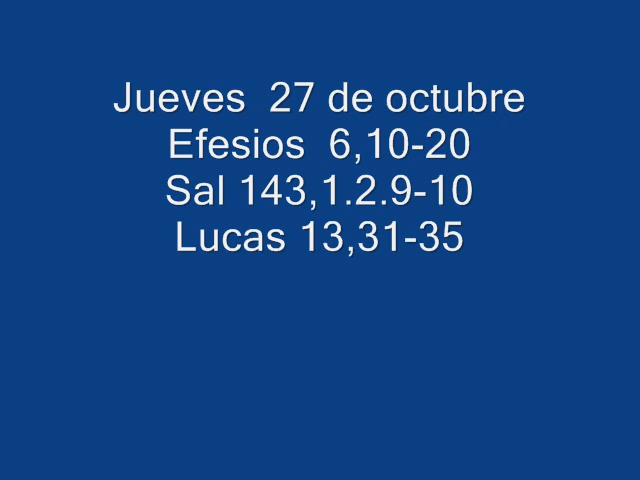 Jueves  27 de octubre
Efesios  6,10-20
Sal 143,1.2.9-10
Lucas 13,31-35